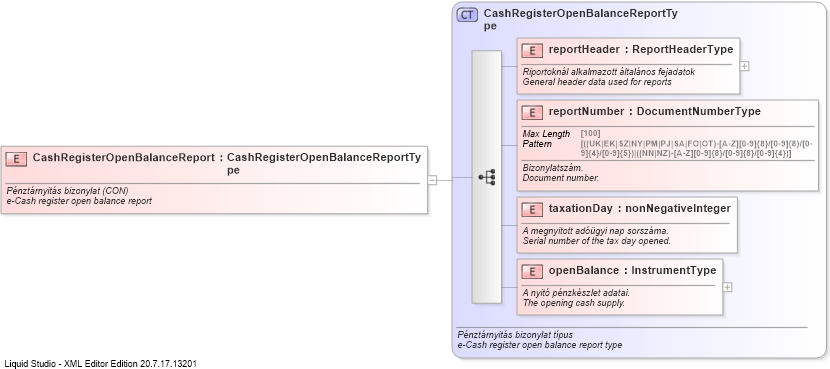 CT CashRegisterOpenBalanceReportTy
pe
E reportHeader : ReportHeaderType
Riportoknál alkalmazott általános fejadatok
General header data used for reports
E reportNumber : DocumentNumberType
Max Length [100]
Pattern [((UK|EK|SZ|NY|PM|PJ|SA|FO|OT)-[A-Z][0-9]{8}/[0-9]{8}/[0-
9]{4}/[0-9]{5})|((NN|NZ)-[A-Z][0-9]{8}/[0-9]{8}/[0-9]{4})]
Bizonylatszám.
Document number.
E CashRegisterOpenBalanceReport : CashRegisterOpenBalanceReportTy
pe
Pénztárnyitás bizonylat (CON)
e-Cash register open balance report
E taxationDay : nonNegativeInteger
A megnyitott adóügyi nap sorszáma.
Serial number of the tax day opened.
E openBalance : InstrumentType
A nyitó pénzkészlet adatai.
The opening cash supply.
Pénztárnyitás bizonylat típus
e-Cash register open balance report type
Liquid Studio - XML Editor Edition 20.7.17.13201